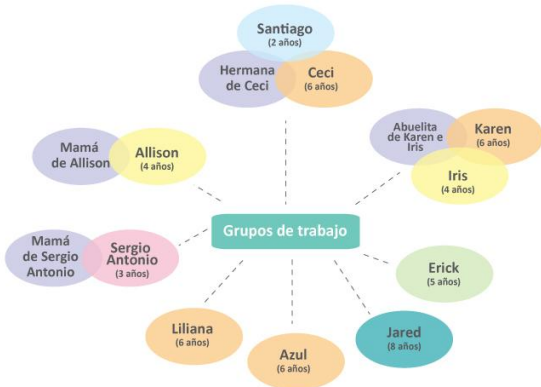 Santiago
(2 años)
Hermana
de Ceci
Ceci
(6 años)
Abuelita
de Karen e
Iris
Karen
(6 años)
Iris
(4 años)
Mamá
de Allison
Allison
(4 años)
Grupos de trabajo
Mamá
de Sergio
Antonio
Sergio
Antonio
(3 años)
Erick
(5 años)
Liliana
(6 años)
Azul
(6 años)
Jared
(8 años)